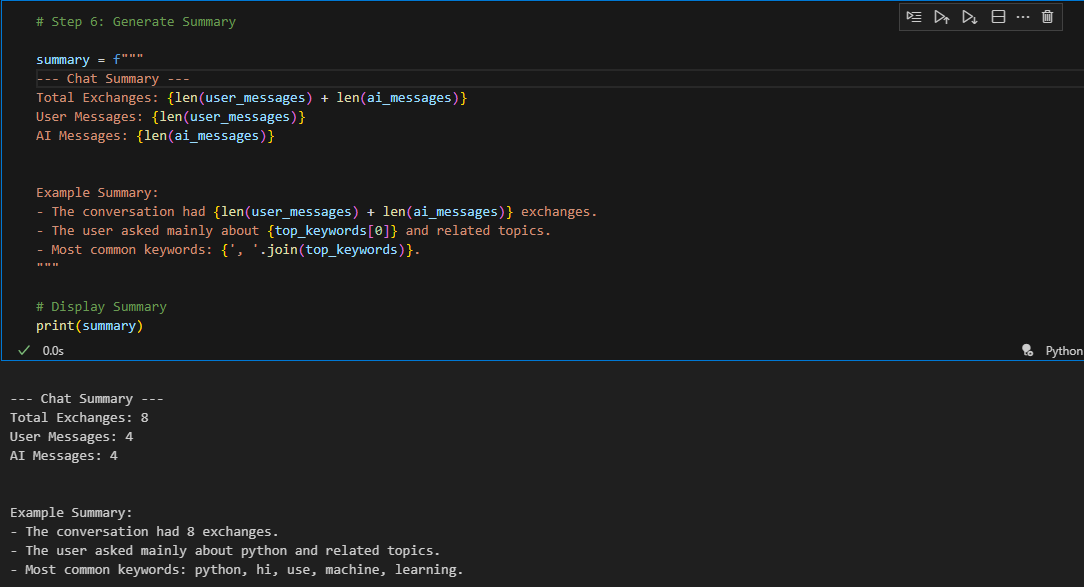 # Step 6: Generate Summary
summary = f"""
--- Chat Summary ---
Total Exchanges: {len(user_messages) + len(ai_messages)}
User Messages: {len(user_messages)}
AI Messages: {len(ai_messages)}
Example Summary:
- The conversation had {len(user_messages) + len(ai_messages)} exchanges.
- The user asked mainly about {top_keywords[0]} and related topics.
- Most common keywords: {', '.join(top_keywords)}.
"""
# Display Summary
print(summary)
0.0s
Python
--- Chat Summary ---
Total Exchanges: 8
User Messages: 4
AI Messages: 4
Example Summary:
- The conversation had 8 exchanges.
- The user asked mainly about python and related topics.
- Most common keywords: python, hi, use, machine, learning.